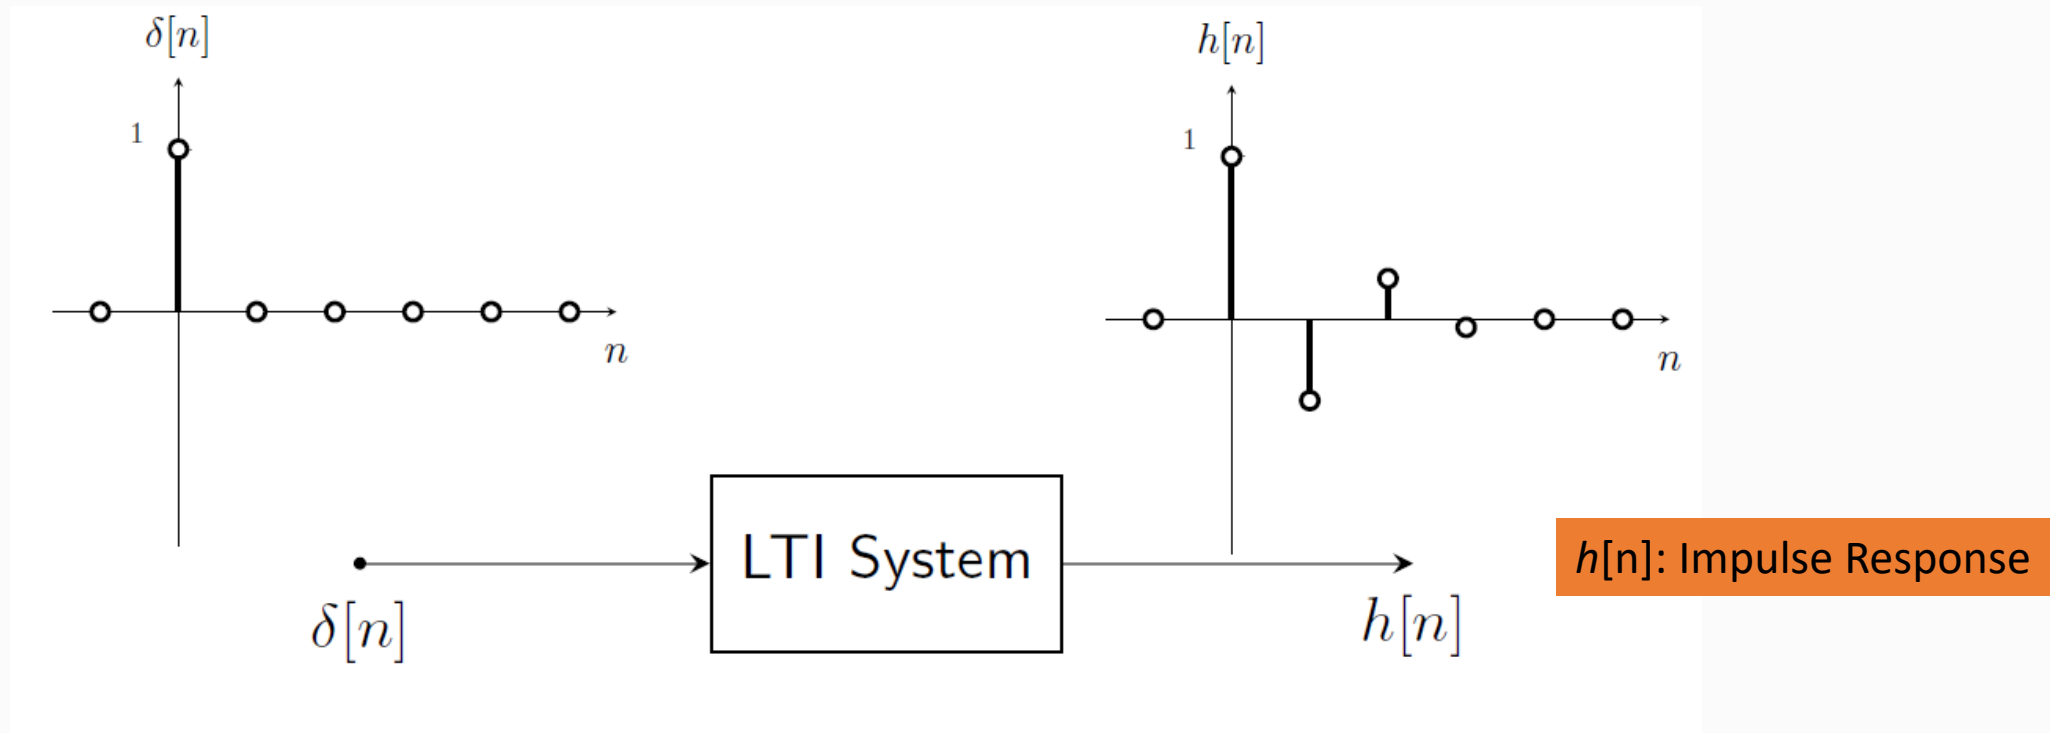 δ[n]
1
n
h[n]
1
n
LTI System
δ[n]
h[n]
h[n]: Impulse Response